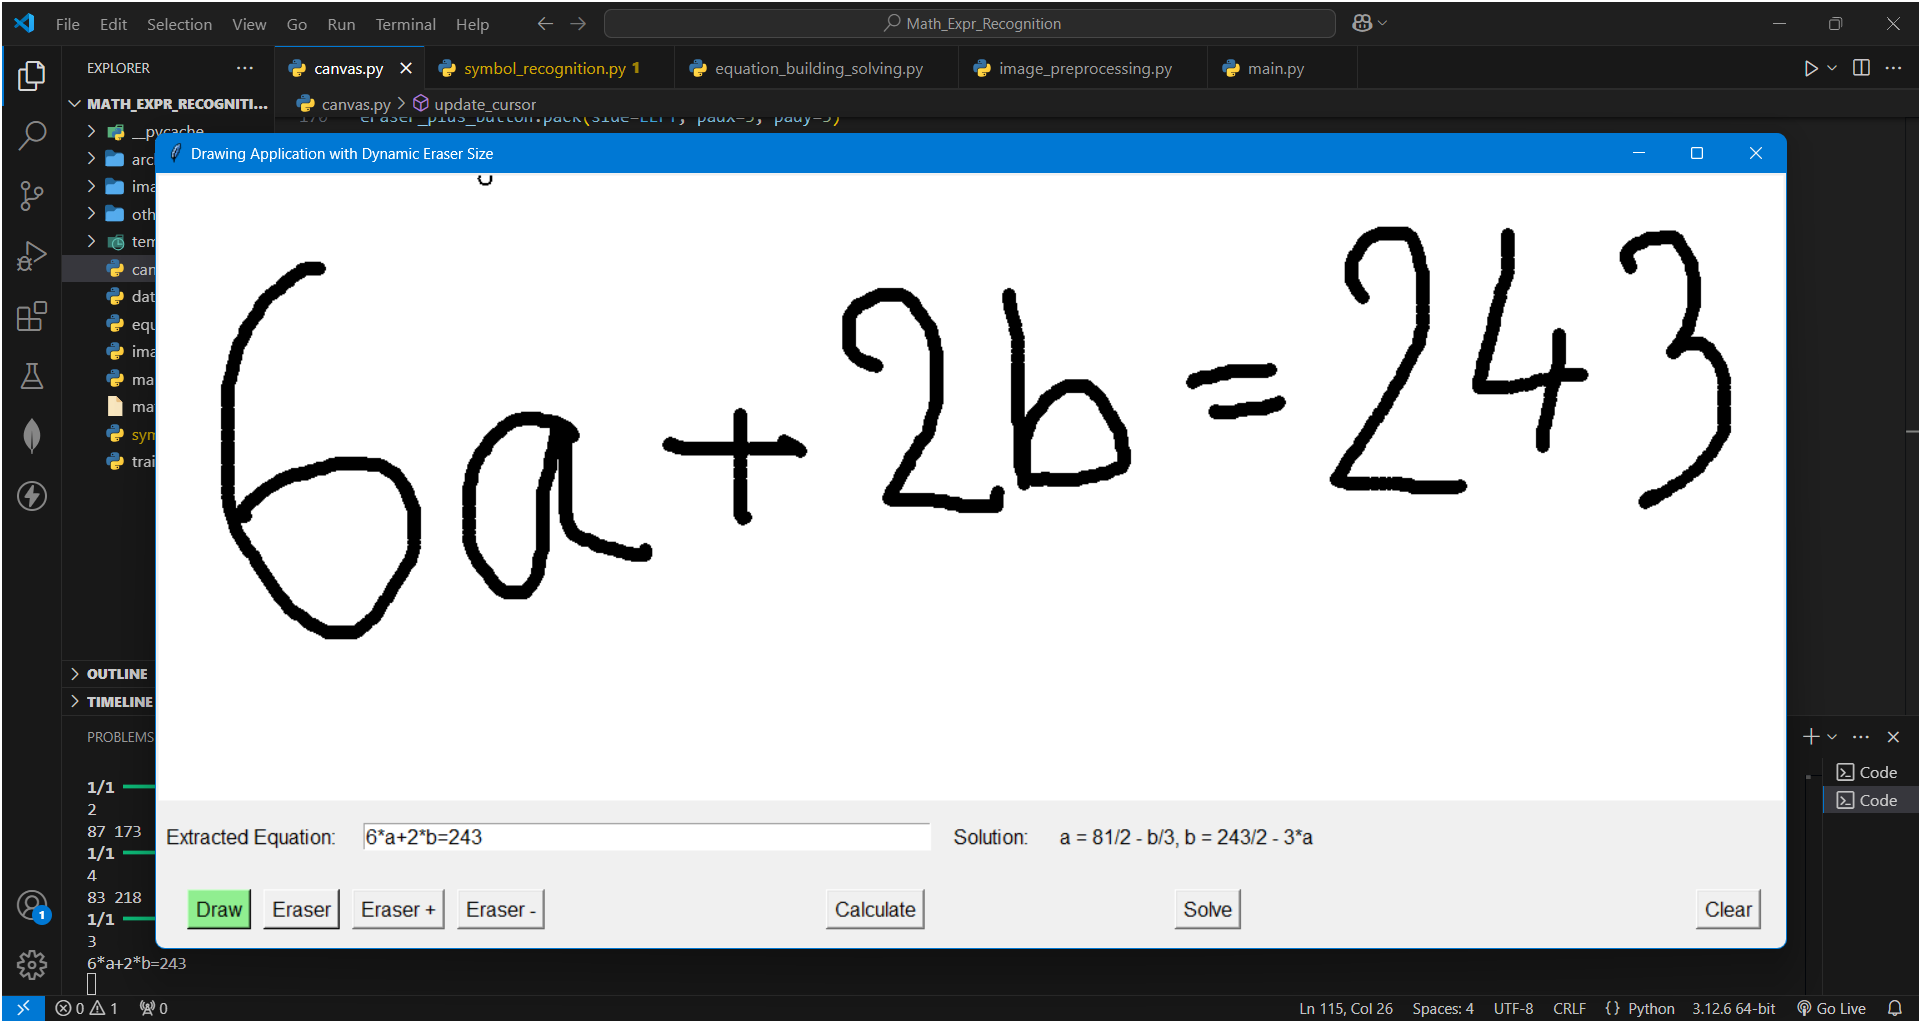 File Edit Selection View Go Run Terminal Help Math_Expr_Recognition
EXPLORER
canvas.py symbol_recognition.py 1 equation_building_solving.py image_preprocessing.py main.py
MATH_EXPR_RECOGNITI...
canvas.py > update_cursor
__pycache__
Drawing Application with Dynamic Eraser Size
arc
ima
oth
tem
can
dat
equ
ima
ma
ma
sym
trai
6a+2b=243
OUTLINE
TIMELINE
PROBLEMS
1/1
2
87 173
1/1
4
83 218
1/1
3
6*a+2*b=243
Code
Code
Extracted Equation: 6*a+2*b=243 Solution: a = 81/2 - b/3, b = 243/2 - 3*a
Draw Eraser Eraser + Eraser - Calculate Solve Clear
1
0 1 0 Ln 115, Col 26 Spaces: 4 UTF-8 CRLF {} Python 3.12.6 64-bit Go Live